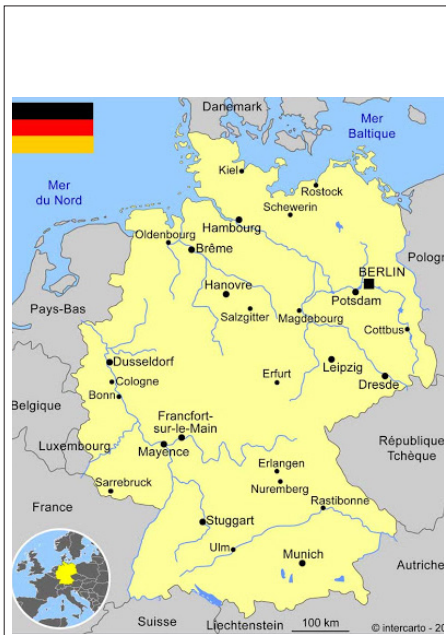 Danemark
Mer
Baltique
Kiel
Rostock
Mer
du Nord
Schewerin
Hambourg
Oldenbourg
Brême
Pologn
BERLIN
Hanovre
Potsdam
Pays-Bas
Salzgitter
Magdebourg
Cottbus
Dusseldorf
Leipzig
Cologne
Erfurt
Dresde
Bonn
Belgique
Francfort
-sur-le-Main
République
Tchèque
Luxembourg
Mayence
Erlangen
Sarrebruck
Nuremberg
Rastibonne
France
Stuggart
Ulm
Munich
Autriche
Suisse
Liechtenstein
100 km
© intercarto - 20